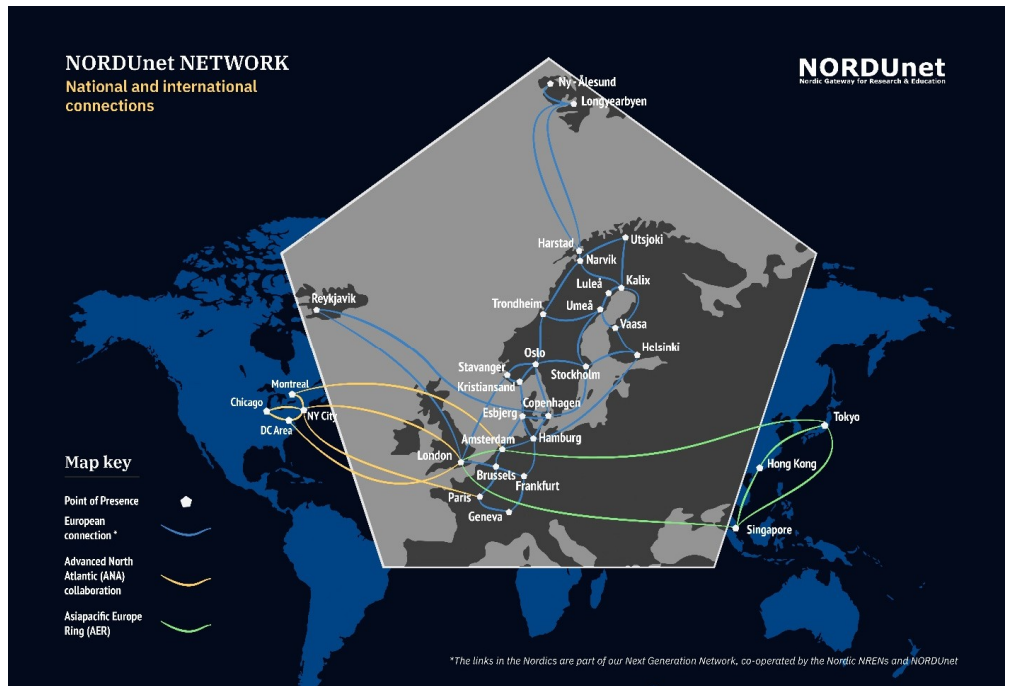 NORDUnet NETWORK
National and international
connections
NORDUnet
Nordic Gateway for Research & Education
Ny-Ålesund
Longyearbyen
Harstad
Utsjoki
Narvik
Luleå
Kalix
Reykjavik
Trondheim
Umeå
Vaasa
Oslo
Helsinki
Stavanger
Stockholm
Kristiansand
Montreal
Copenhagen
Chicago
NY City
Esbjerg
Tokyo
DC Area
Amsterdam
Hamburg
London
Brussels
Hong Kong
Frankfurt
Paris
Geneva
Singapore
Map key
Point of Presence
European
connection *
Advanced North
Atlantic (ANA)
collaboration
Asiapacific Europe
Ring (AER)
*The links in the Nordics are part of our Next Generation Network, co-operated by the Nordic NRENs and NORDUnet